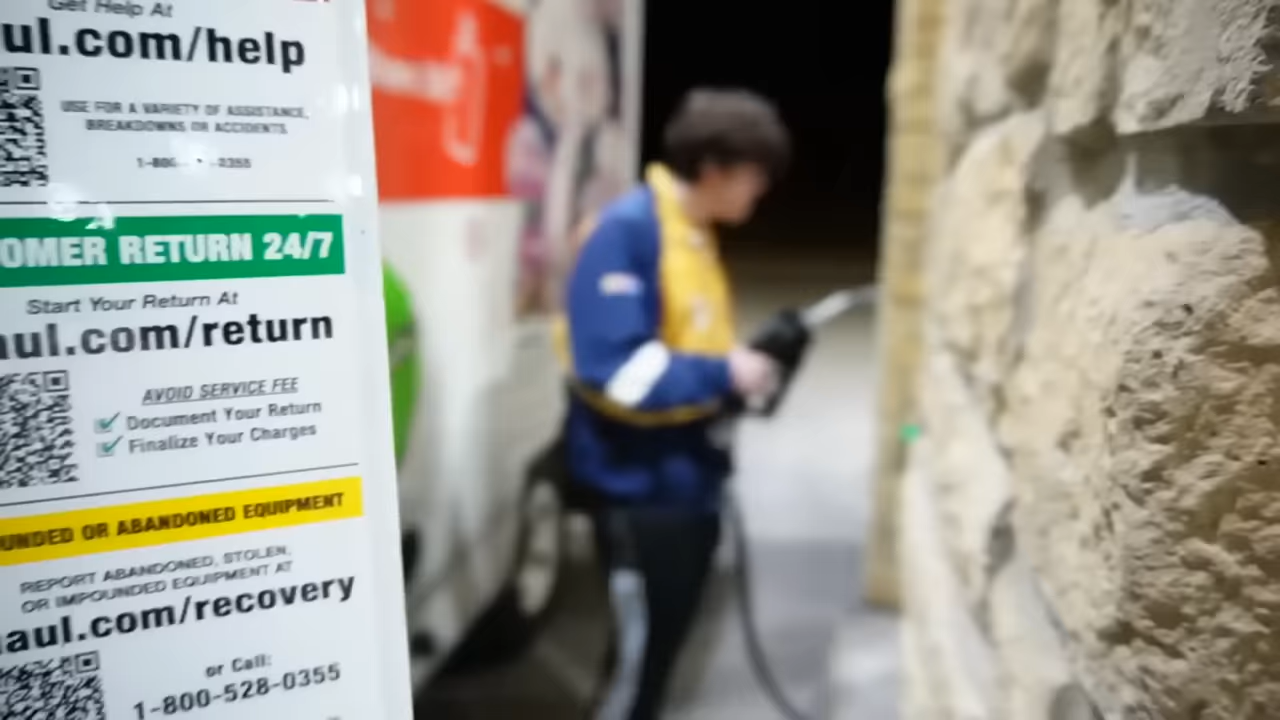 Get Help At
ul.com/help
USE FOR A VARIETY OF ASSISTANCE,
BREAKDOWNS OR ACCIDENTS
OMER RETURN 24/7
Start Your Return At
ul.com/return
AVOID SERVICE FEE
Document Your Return
Finalize Your Charges
UNDED OR ABANDONED EQUIPMENT
REPORT ABANDONED, STOLEN,
OR IMPOUNDED EQUIPMENT AT
aul.com/recovery
or Call:
1-800-528-0355